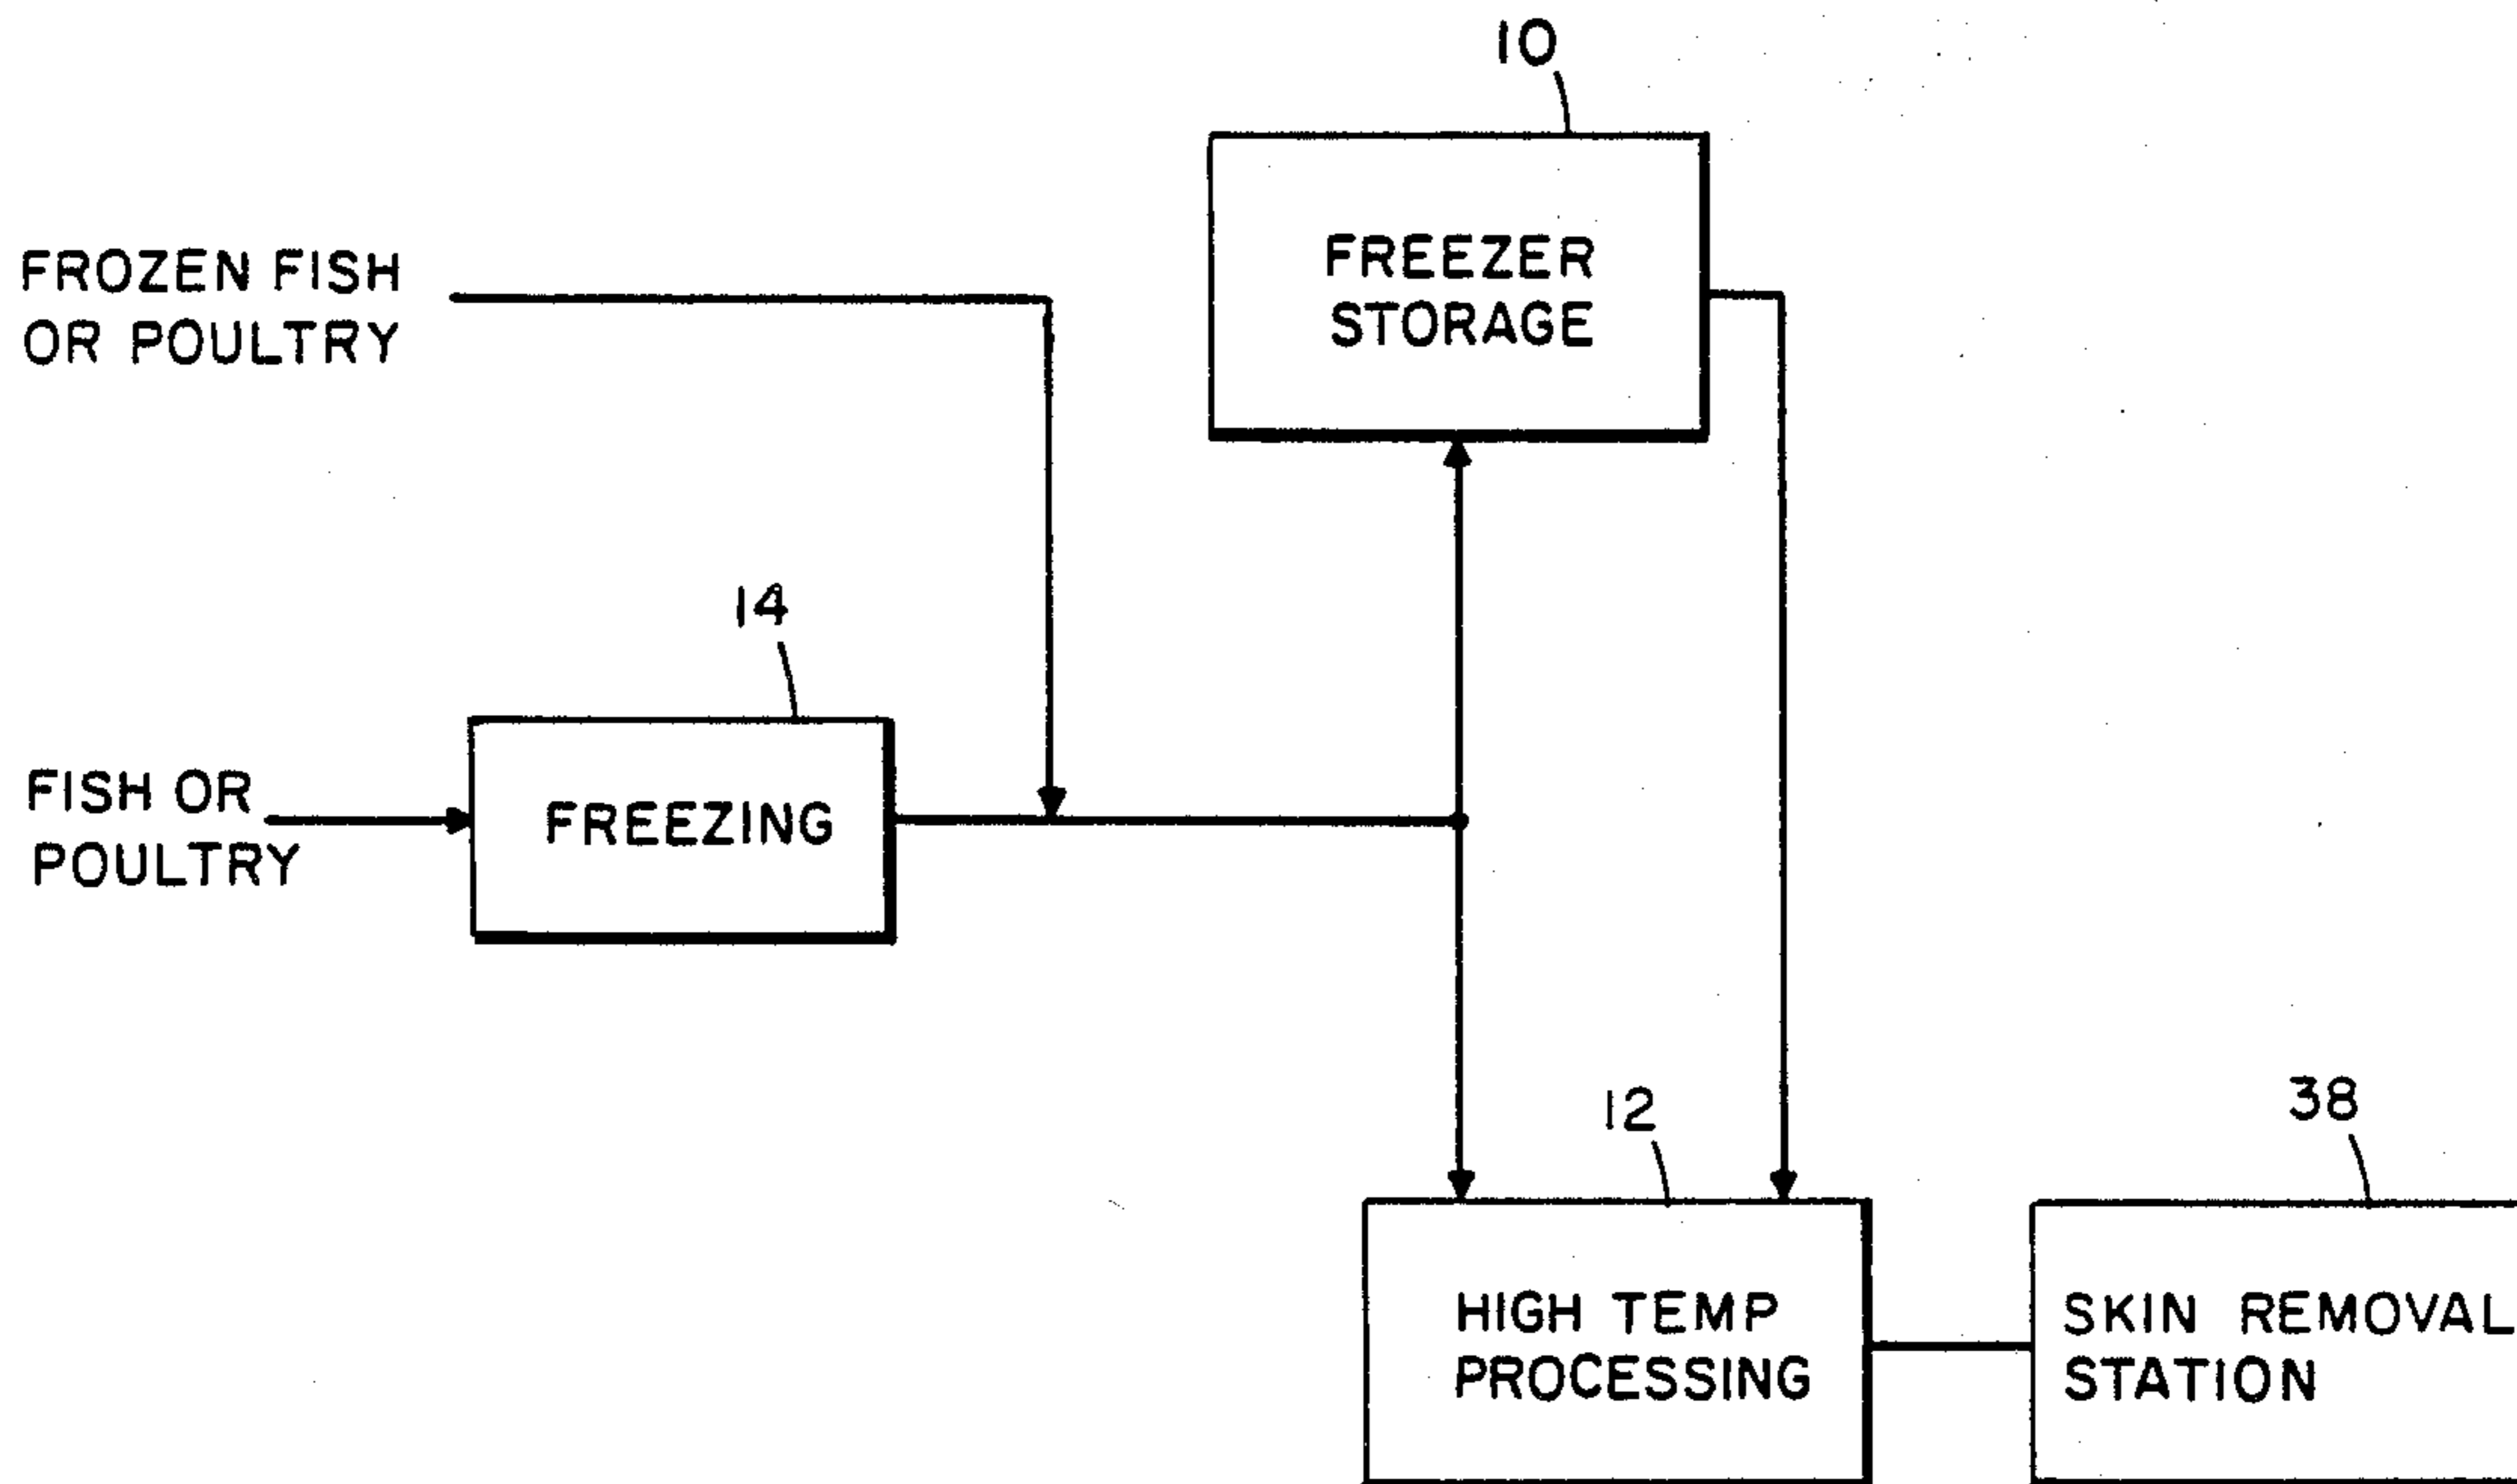 10
FREEZER
STORAGE
FROZEN FISH
OR POULTRY
14
FISH OR
POULTRY
FREEZING
12
HIGH TEMP
PROCESSING
38
SKIN REMOVAL
STATION